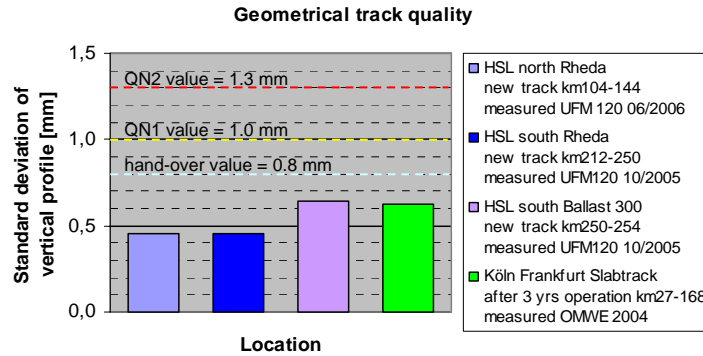 Geometrical track quality
Standard deviation of
vertical profile [mm]
1,5
1,0
0,5
0,0
QN2 value = 1.3 mm
QN1 value = 1.0 mm
hand-over value = 0.8 mm
Location
HSL north Rheda
new track km104-144
measured UFM 120 06/2006
HSL south Rheda
new track km212-250
measured UFM120 10/2005
HSL south Ballast 300
new track km250-254
measured UFM120 10/2005
Köln Frankfurt Slabtrack
after 3 yrs operation km27-168
measured OMWE 2004